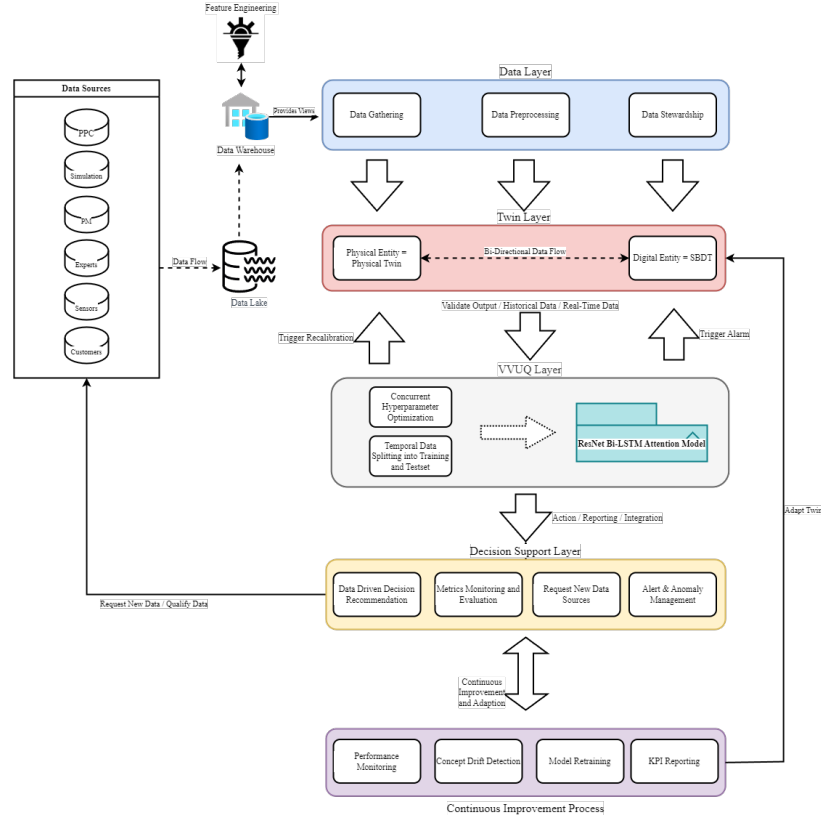 Feature Engineering
Data Sources
PPC
Simulation
PM
Experts
Sensors
Customers
Data Flow
Data Warehouse
Data Lake
Provides Views
Data Layer
Data Gathering
Data Preprocessing
Data Stewardship
Twin Layer
Physical Entity =
Physical Twin
Bi-Directional Data Flow
Digital Entity = SBDT
Validate Output / Historical Data / Real-Time Data
Trigger Recalibration
Trigger Alarm
VVUQ Layer
Concurrent
Hyperparameter
Optimization
Temporal Data
Splitting into Training
and Testset
ResNet Bi-LSTM Attention Model
Action / Reporting / Integration
Adapt Twin
Decision Support Layer
Data Driven Decision
Recommendation
Metrics Monitoring and
Evaluation
Request New Data
Sources
Alert & Anomaly
Management
Request New Data / Qualify Data
Continuous
Improvement
and Adaption
Performance
Monitoring
Concept Drift Detection
Model Retraining
KPI Reporting
Continuous Improvement Process